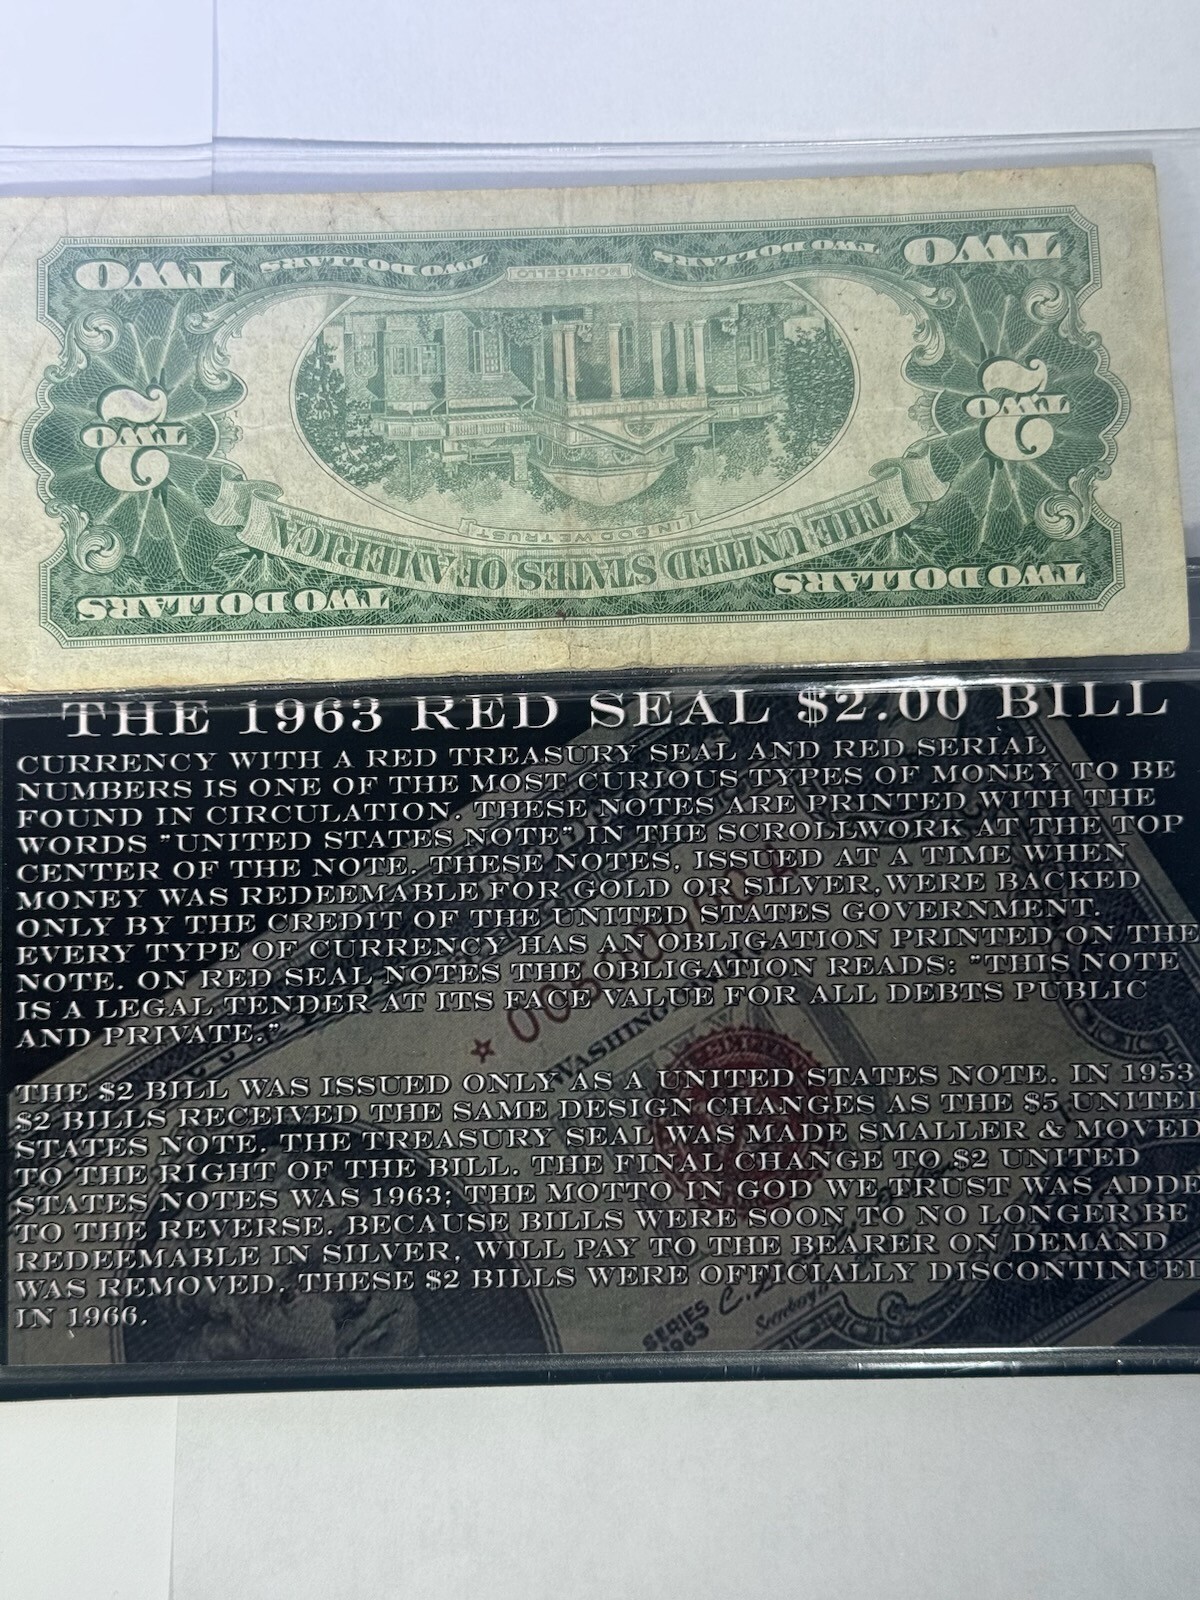 TWO DOLLARS TWO DOLLARS
THE UNITED STATES OF AMERICA
IN GOD WE TRUST
2 TWO 2 TWO
TWO TWO DOLLARS TWO DOLLARS MONTICELLO TWO DOLLARS TWO DOLLARS TWO
THE 1963 RED SEAL $2.00 BILL
CURRENCY WITH A RED TREASURY SEAL AND RED SERIAL
NUMBERS IS ONE OF THE MOST CURIOUS TYPES OF MONEY TO BE
FOUND IN CIRCULATION. THESE NOTES ARE PRINTED WITH THE
WORDS "UNITED STATES NOTE" IN THE SCROLLWORK AT THE TOP
CENTER OF THE NOTE. THESE NOTES, ISSUED AT A TIME WHEN
MONEY WAS REDEEMABLE FOR GOLD OR SILVER,WERE BACKED
ONLY BY THE CREDIT OF THE UNITED STATES GOVERNMENT.
EVERY TYPE OF CURRENCY HAS AN OBLIGATION PRINTED ON THE
NOTE. ON RED SEAL NOTES THE OBLIGATION READS: "THIS NOTE
IS A LEGAL TENDER AT ITS FACE VALUE FOR ALL DEBTS PUBLIC
AND PRIVATE."
THE $2 BILL WAS ISSUED ONLY AS A UNITED STATES NOTE. IN 1953
$2 BILLS RECEIVED THE SAME DESIGN CHANGES AS THE $5 UNITED
STATES NOTE. THE TREASURY SEAL WAS MADE SMALLER & MOVED
TO THE RIGHT OF THE BILL. THE FINAL CHANGE TO $2 UNITED
STATES NOTES WAS 1963; THE MOTTO IN GOD WE TRUST WAS ADDE
TO THE REVERSE. BECAUSE BILLS WERE SOON TO NO LONGER BE
REDEEMABLE IN SILVER, WILL PAY TO THE BEARER ON DEMAND
WAS REMOVED. THESE $2 BILLS WERE OFFICIALLY DISCONTINUED
IN 1966.
SERIES
1963